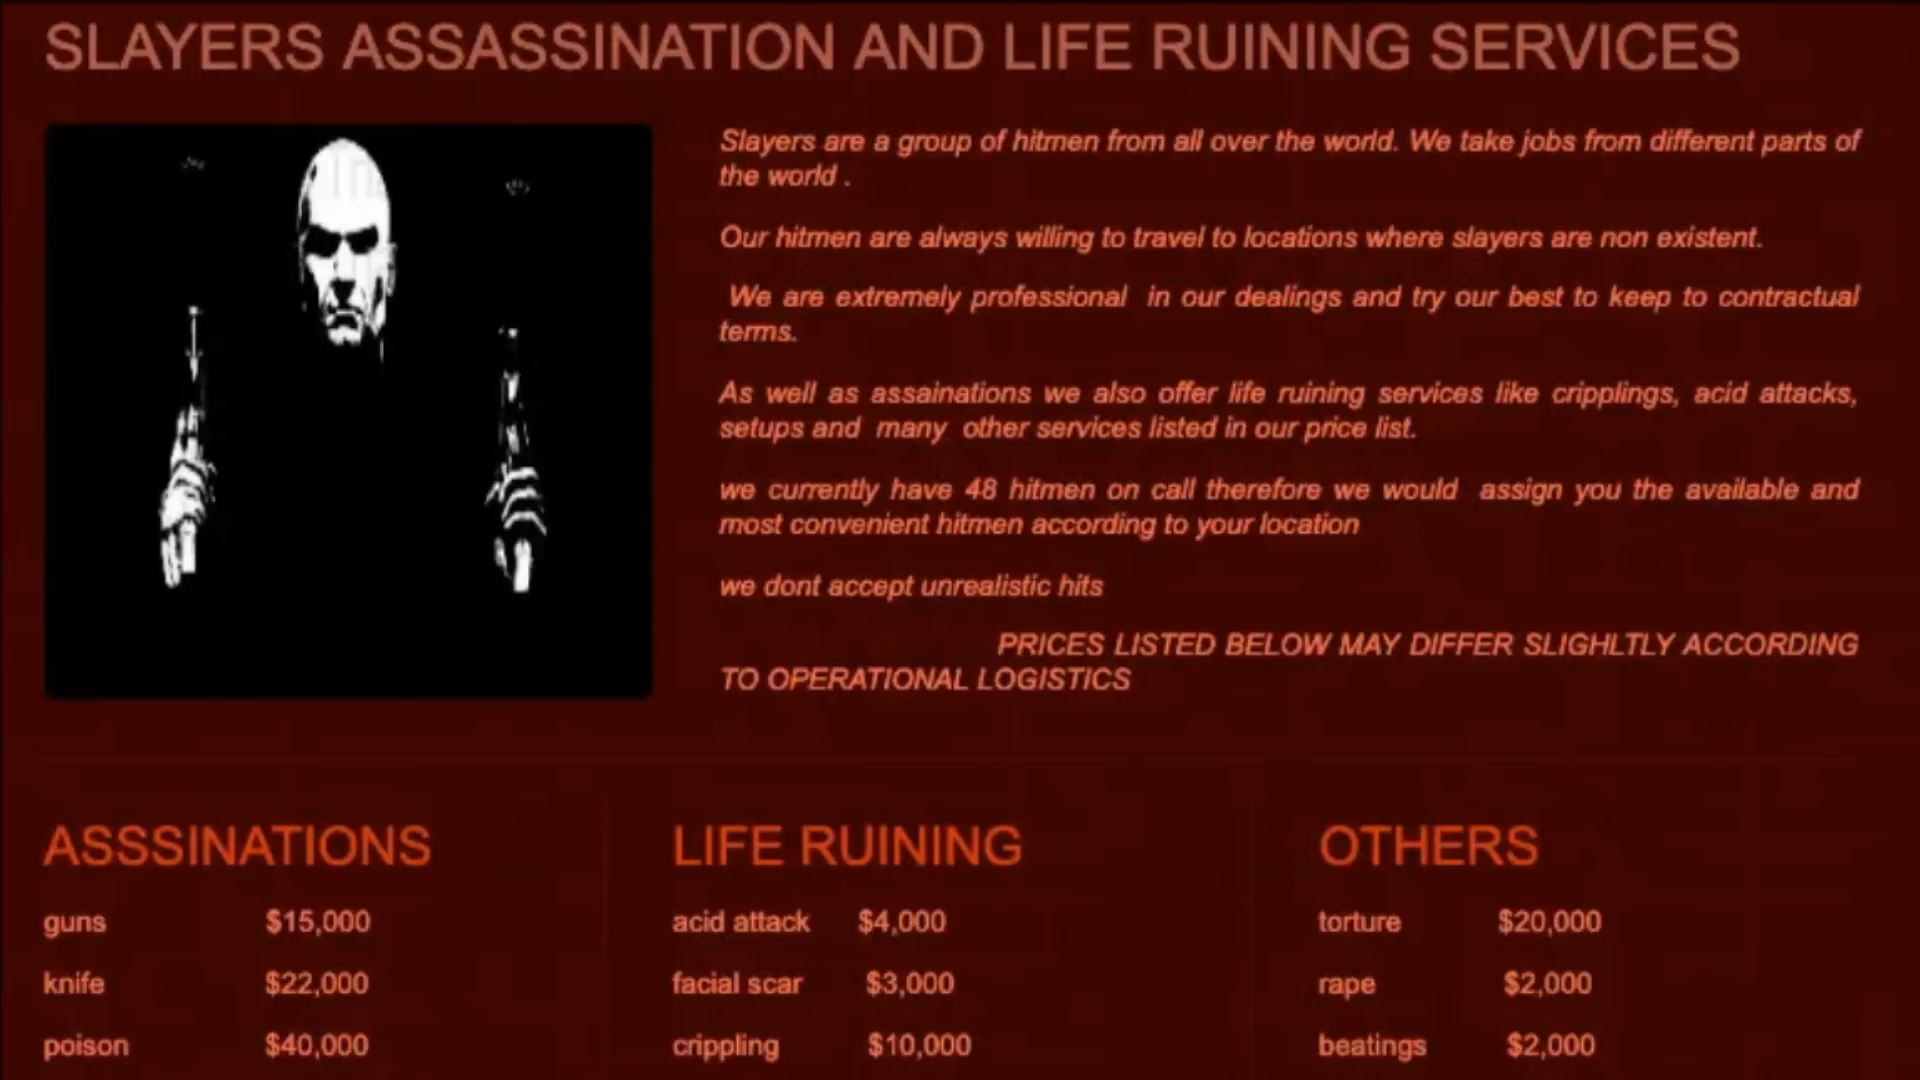 SLAYERS ASSASSINATION AND LIFE RUINING SERVICES
Slayers are a group of hitmen from all over the world. We take jobs from different parts of
the world .
Our hitmen are always willing to travel to locations where slayers are non existent.
We are extremely professional in our dealings and try our best to keep to contractual
terms.
As well as assainations we also offer life ruining services like cripplings, acid attacks,
setups and many other services listed in our price list.
we currently have 48 hitmen on call therefore we would assign you the available and
most convenient hitmen according to your location
we dont accept unrealistic hits
PRICES LISTED BELOW MAY DIFFER SLIGHLTLY ACCORDING
TO OPERATIONAL LOGISTICS
ASSSINATIONS
guns $15,000
knife $22,000
poison $40,000
LIFE RUINING
acid attack $4,000
facial scar $3,000
crippling $10,000
OTHERS
torture $20,000
rape $2,000
beatings $2,000